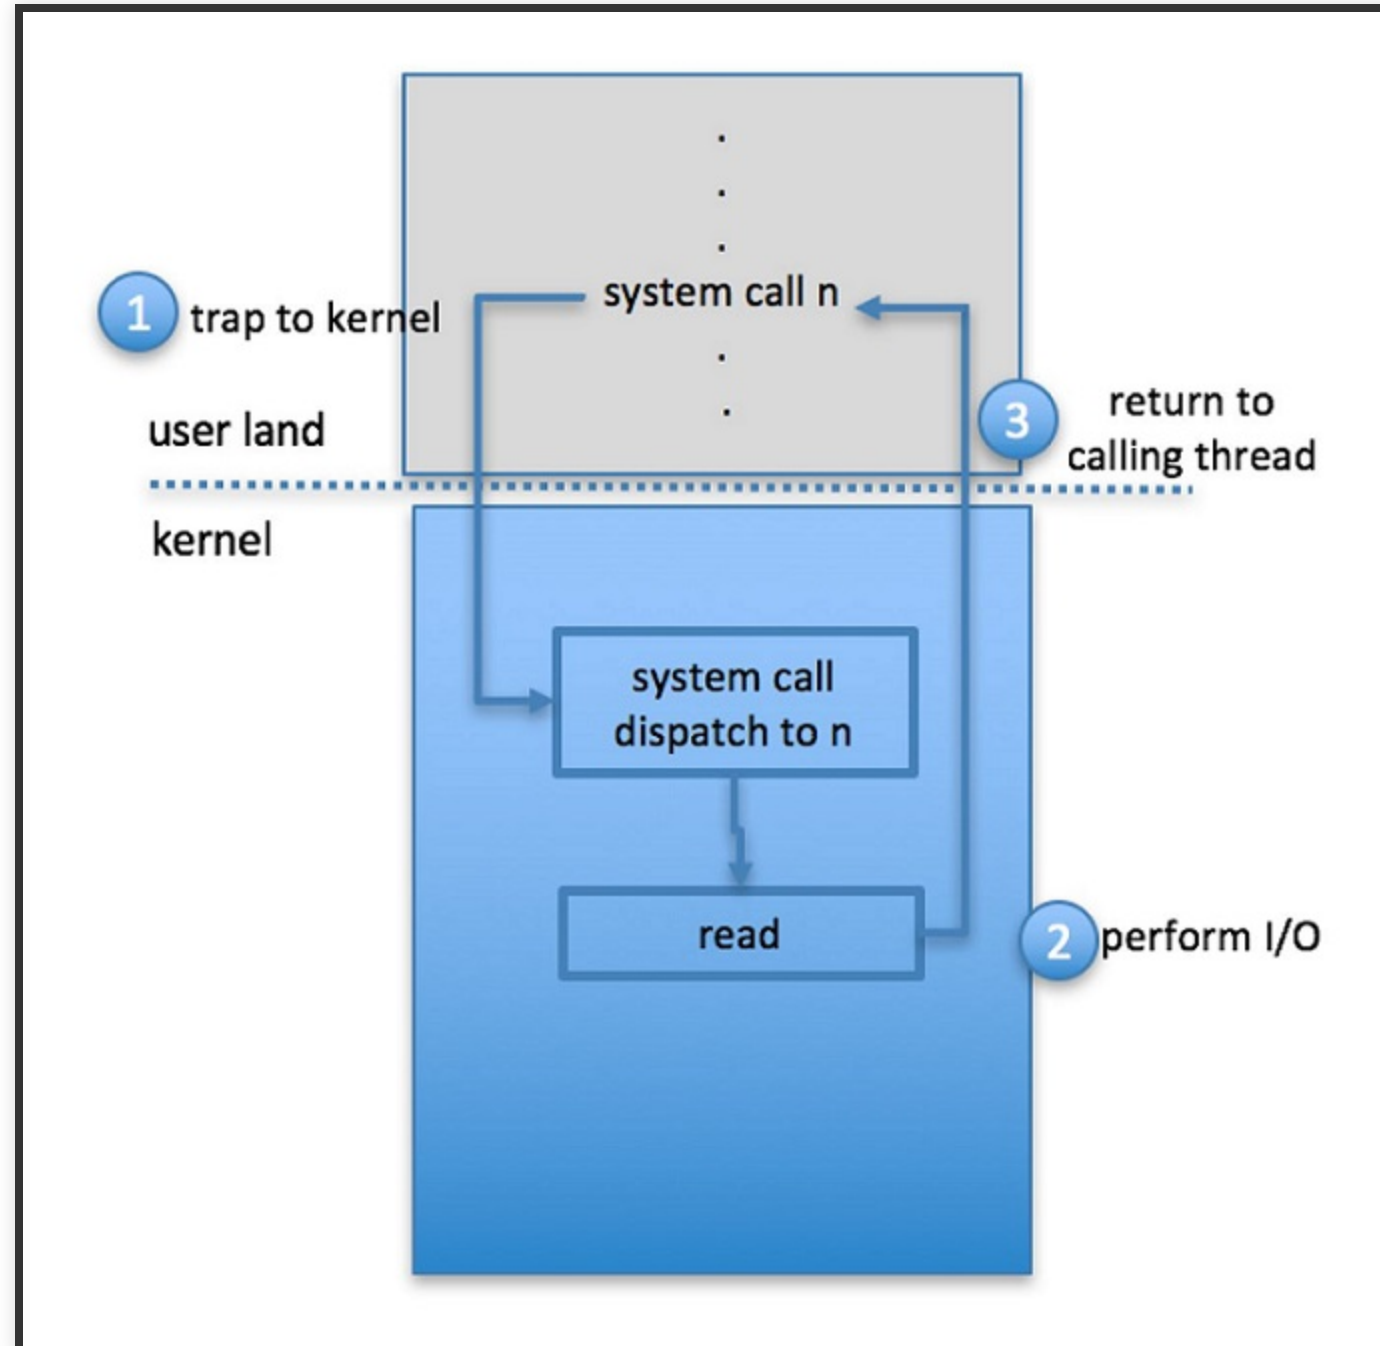 .
.
.
system call n
1 trap to kernel
.
.
3 return to
calling thread
user land
kernel
system call
dispatch to n
read
2 perform I/O